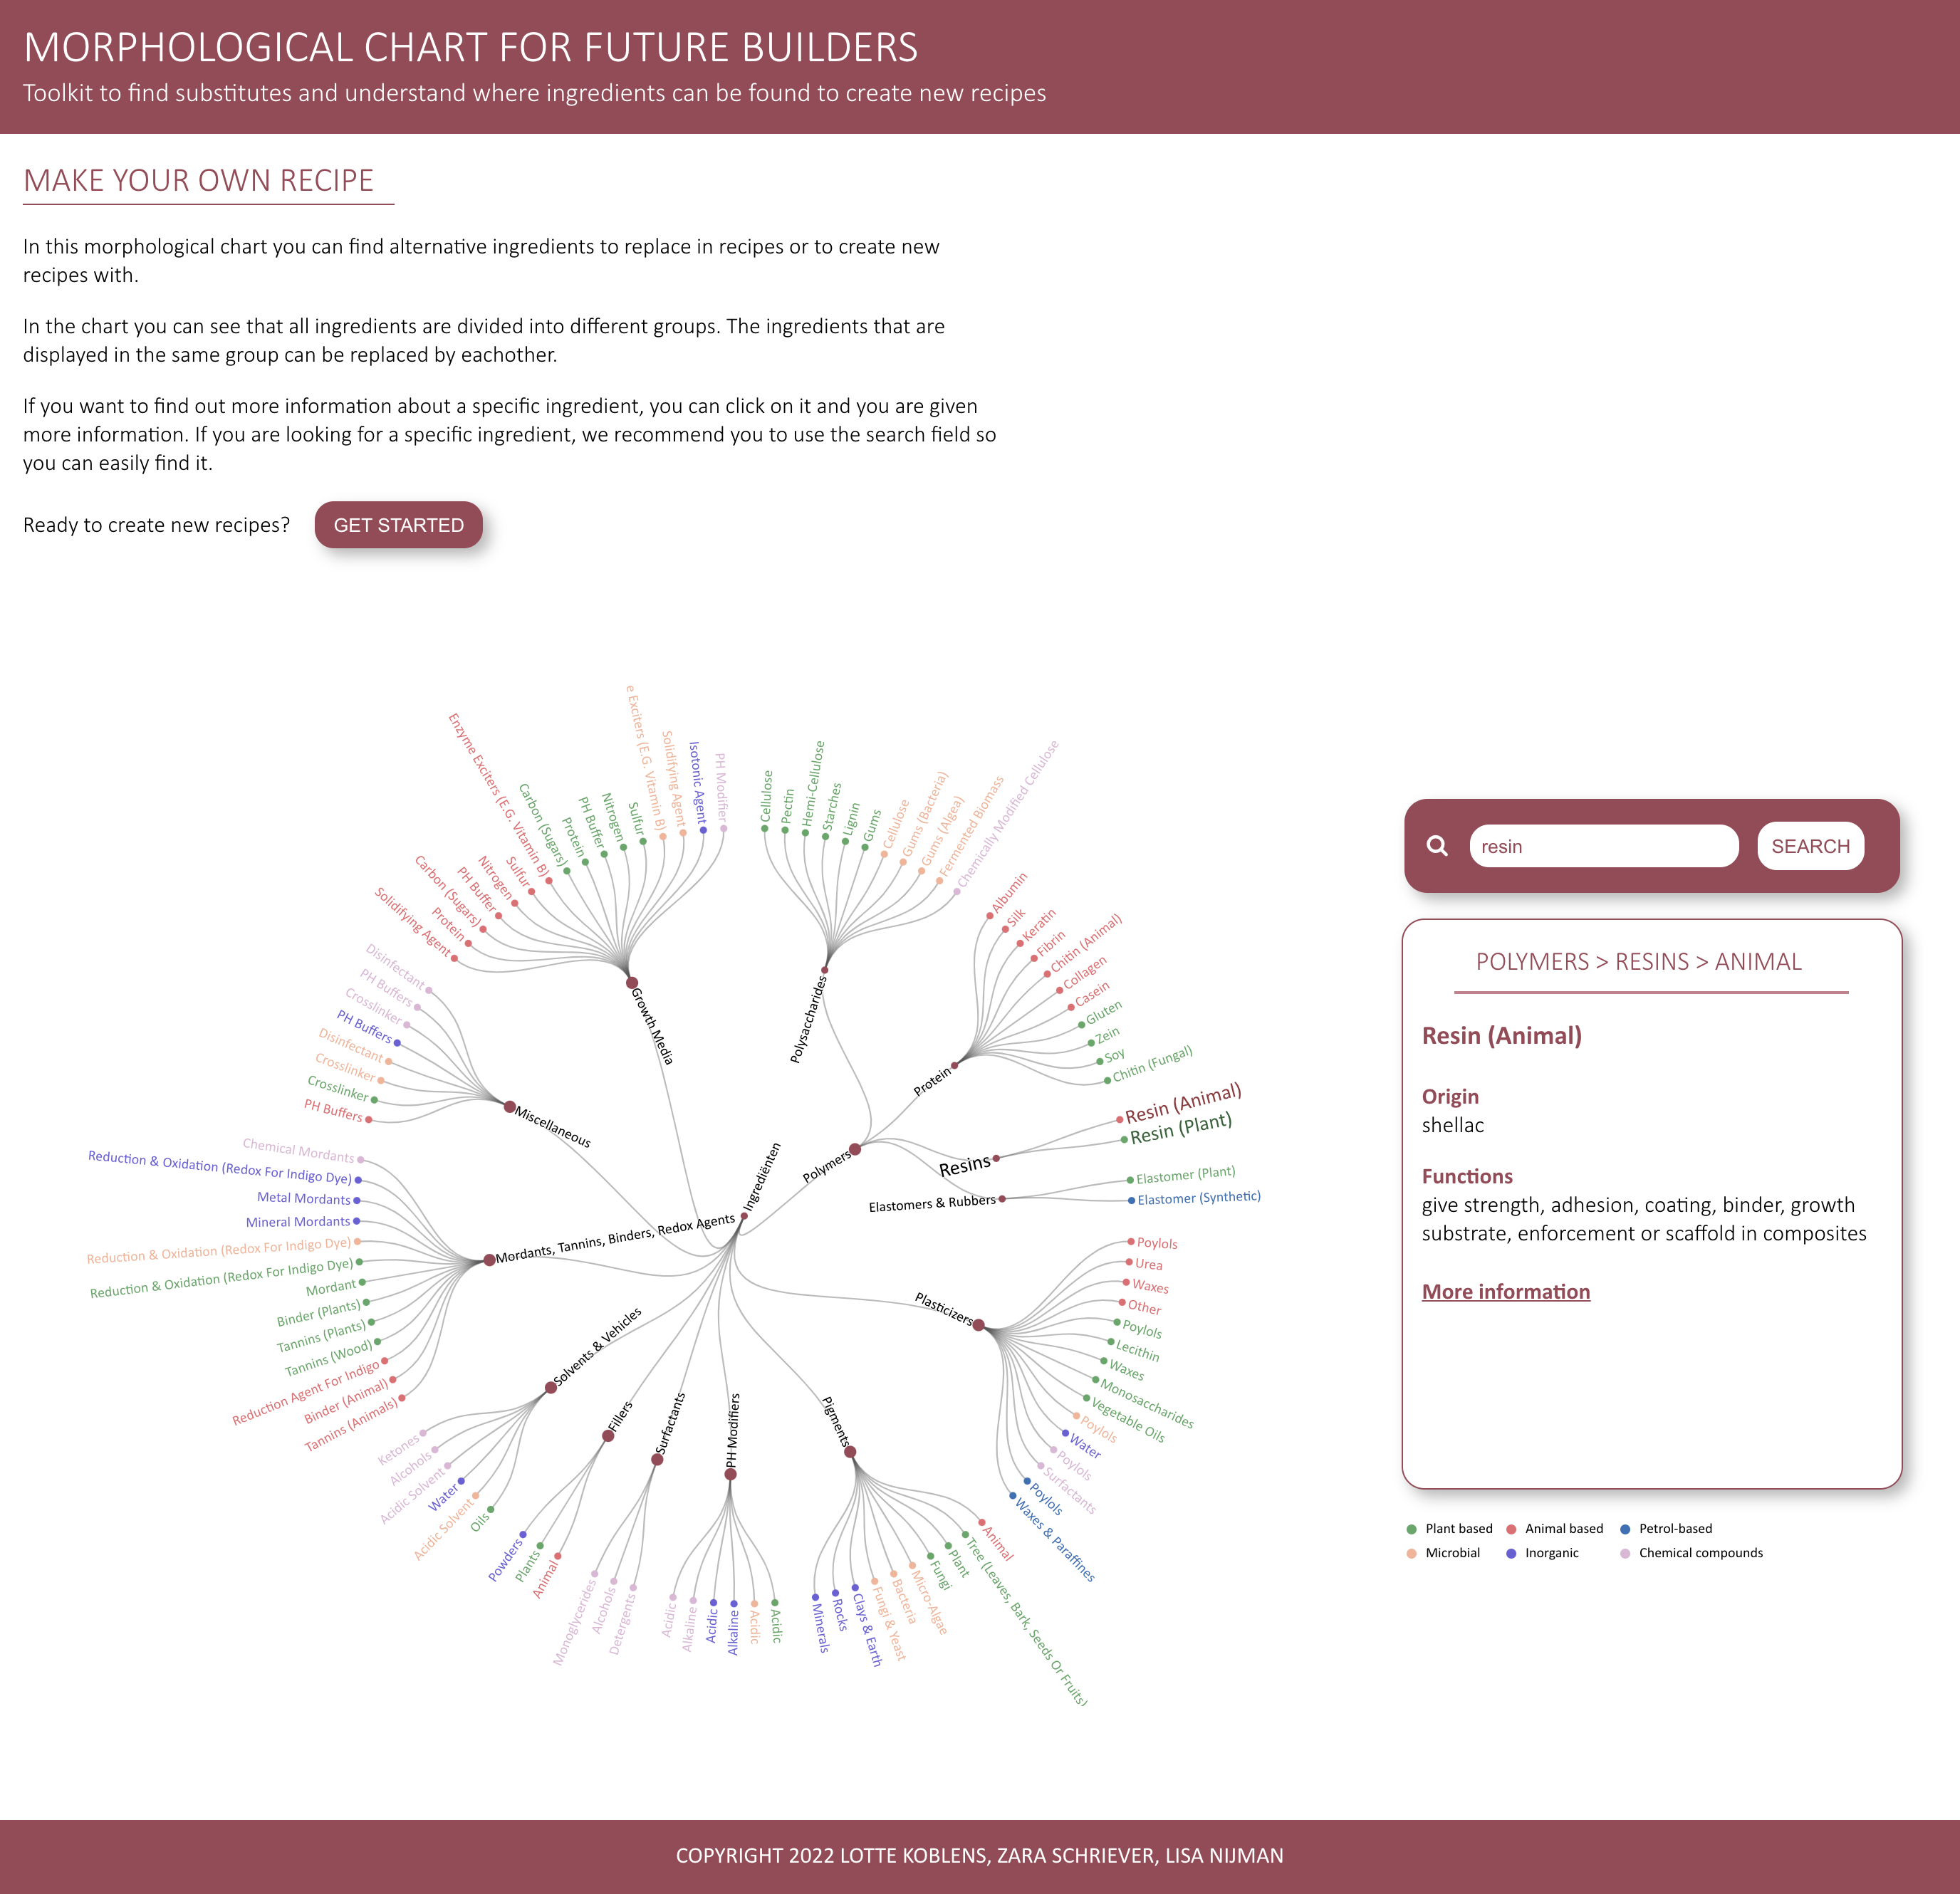 MORPHOLOGICAL CHART FOR FUTURE BUILDERS
Toolkit to find substitutes and understand where ingredients can be found to create new recipes
MAKE YOUR OWN RECIPE
In this morphological chart you can find alternative ingredients to replace in recipes or to create new
recipes with.
In the chart you can see that all ingredients are divided into different groups. The ingredients that are
displayed in the same group can be replaced by eachother.
If you want to find out more information about a specific ingredient, you can click on it and you are given
more information. If you are looking for a specific ingredient, we recommend you to use the search field so
you can easily find it.
Ready to create new recipes?
GET STARTED
Ingrediënten
Growth Media
Solidifying Agent
Protein
Carbon (Sugars)
PH Buffer
Nitrogen
Sulfur
Enzyme Exciters (E.G. Vitamin B)
Carbon (Sugars)
Protein
PH Buffer
Nitrogen
Sulfur
e Exciters (E.G. Vitamin B)
Solidifying Agent
Isotonic Agent
PH Modifier
Polymers
Polysaccharides
Cellulose
Pectin
Hemi-Cellulose
Starches
Lignin
Gums
Cellulose
Gums (Bacteria)
Gums (Algea)
Fermented Biomass
Chemically Modified Cellulose
Protein
Albumin
Silk
Keratin
Fibrin
Chitin (Animal)
Collagen
Casein
Gluten
Zein
Soy
Chitin (Fungal)
Resins
Resin (Animal)
Resin (Plant)
Elastomers & Rubbers
Elastomer (Plant)
Elastomer (Synthetic)
Plasticizers
Poylols
Urea
Waxes
Other
Poylols
Lecithin
Waxes
Monosaccharides
Vegetable Oils
Poylols
Water
Poylols
Surfactants
Poylols
Waxes & Paraffines
Pigments
Animal
Tree (Leaves, Bark, Seeds Or Fruits)
Plant
Fungi
Micro-Algae
Bacteria
Fungi & Yeast
Clays & Earth
Rocks
Minerals
PH Modifiers
Acidic
Acidic
Alkaline
Acidic
Alkaline
Acidic
Surfactants
Detergents
Alcohols
Monoglycerides
Fillers
Animal
Plants
Powders
Solvents & Vehicles
Oils
Acidic Solvent
Water
Acidic Solvent
Alcohols
Ketones
Mordants, Tannins, Binders, Redox Agents
Tannins (Animals)
Binder (Animal)
Reduction Agent For Indigo
Tannins (Wood)
Tannins (Plants)
Binder (Plants)
Mordant
Reduction & Oxidation (Redox For Indigo Dye)
Reduction & Oxidation (Redox For Indigo Dye)
Mineral Mordants
Metal Mordants
Reduction & Oxidation (Redox For Indigo Dye)
Chemical Mordants
Miscellaneous
PH Buffers
Crosslinker
Crosslinker
Disinfectant
PH Buffers
Crosslinker
PH Buffers
Disinfectant
resin
SEARCH
POLYMERS > RESINS > ANIMAL
Resin (Animal)
Origin
shellac
Functions
give strength, adhesion, coating, binder, growth
substrate, enforcement or scaffold in composites
More information
Plant based
Animal based
Petrol-based
Microbial
Inorganic
Chemical compounds
COPYRIGHT 2022 LOTTE KOBLENS, ZARA SCHRIEVER, LISA NIJMAN